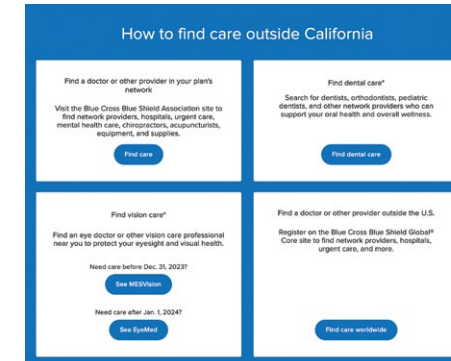 How to find care outside California
Find a doctor or other provider in your plan's
network
Visit the Blue Cross Blue Shield Association site to
find network providers, hospitals, urgent care,
mental health care, chiropractors, acupuncturists,
equipment, and supplies.
Find care
Find dental care*
Search for dentists, orthodontists, pediatric
dentists, and other network providers who can
support your oral health and overall wellness.
Find dental care
Find vision care*
Find an eye doctor or other vision care professional
near you to protect your eyesight and visual health.
Need care before Dec. 31, 2023?
See MESVision
Need care after Jan. 1, 2024?
See EyeMed
Find a doctor or other provider outside the U.S.
Register on the Blue Cross Blue Shield Global®
Core site to find network providers, hospitals,
urgent care, and more.
Find care worldwide